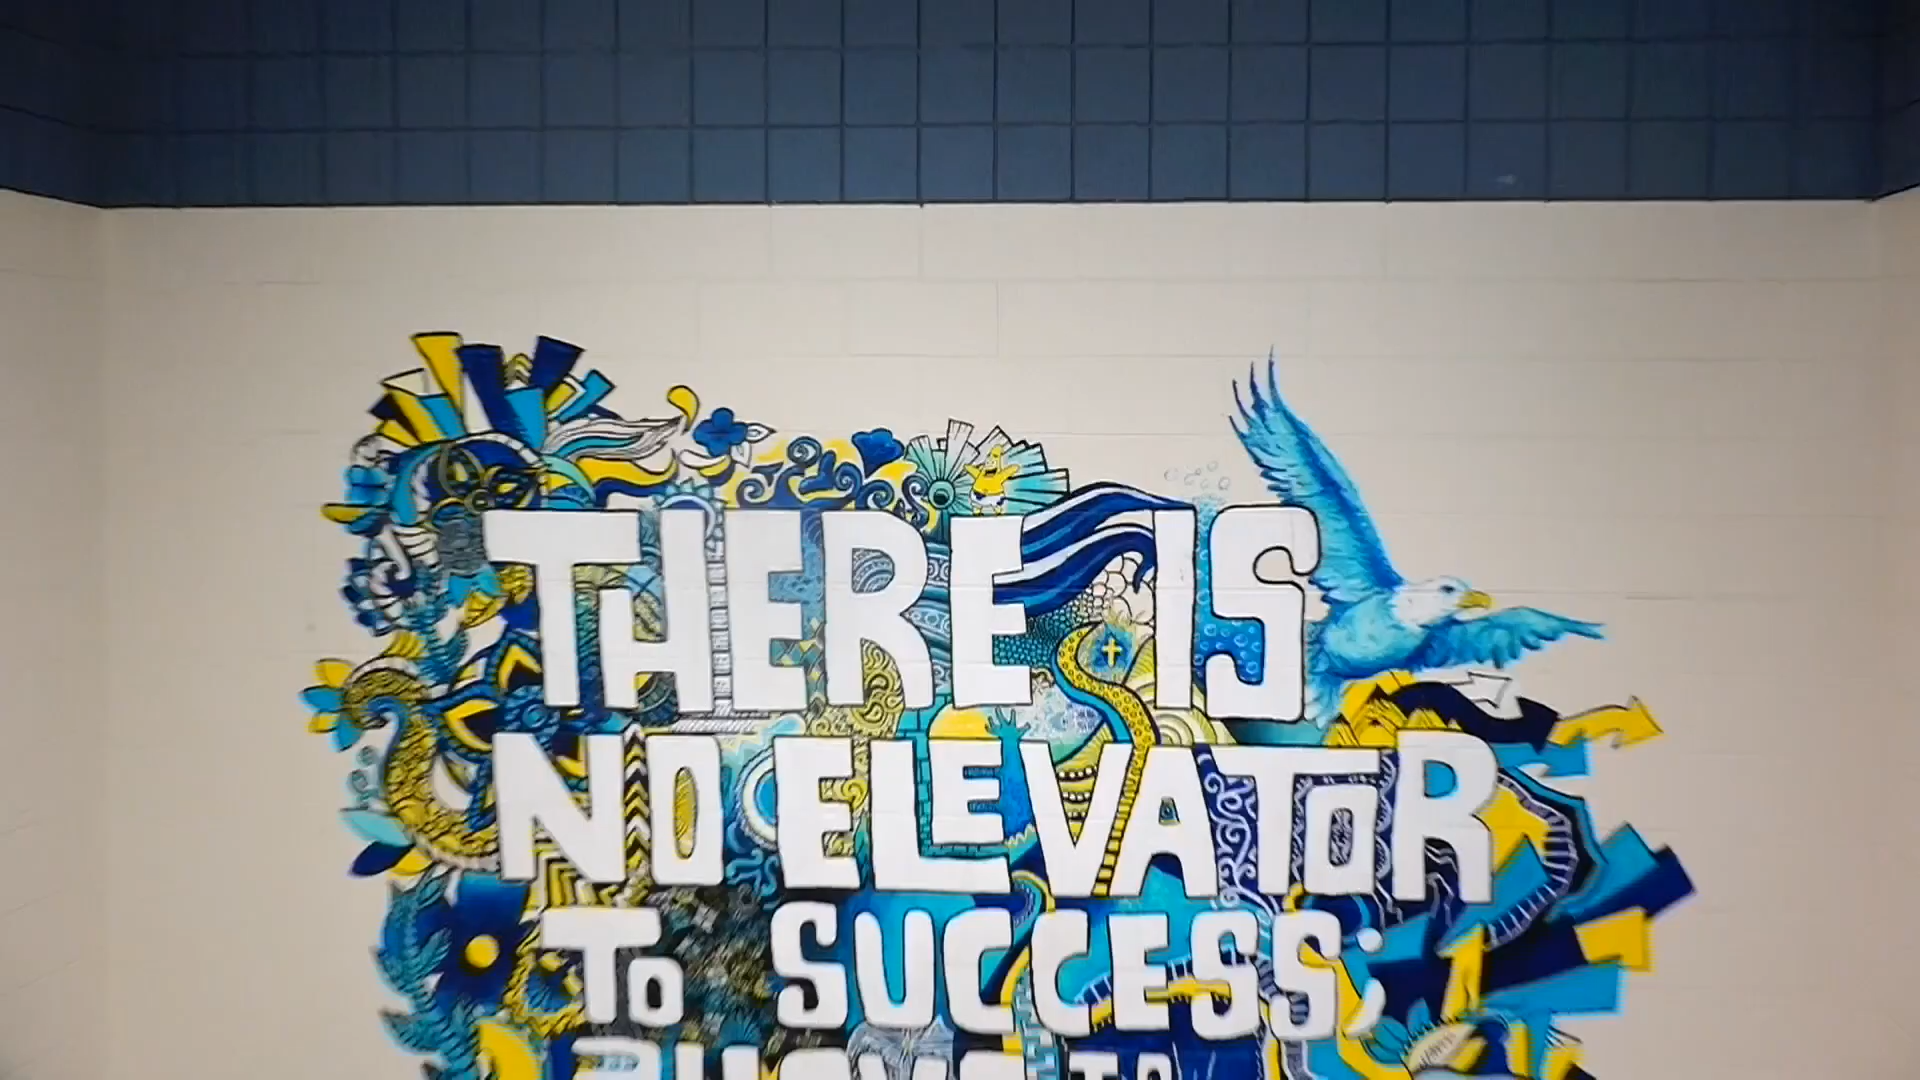 THERE IS
NO ELEVATOR
TO SUCCESS;